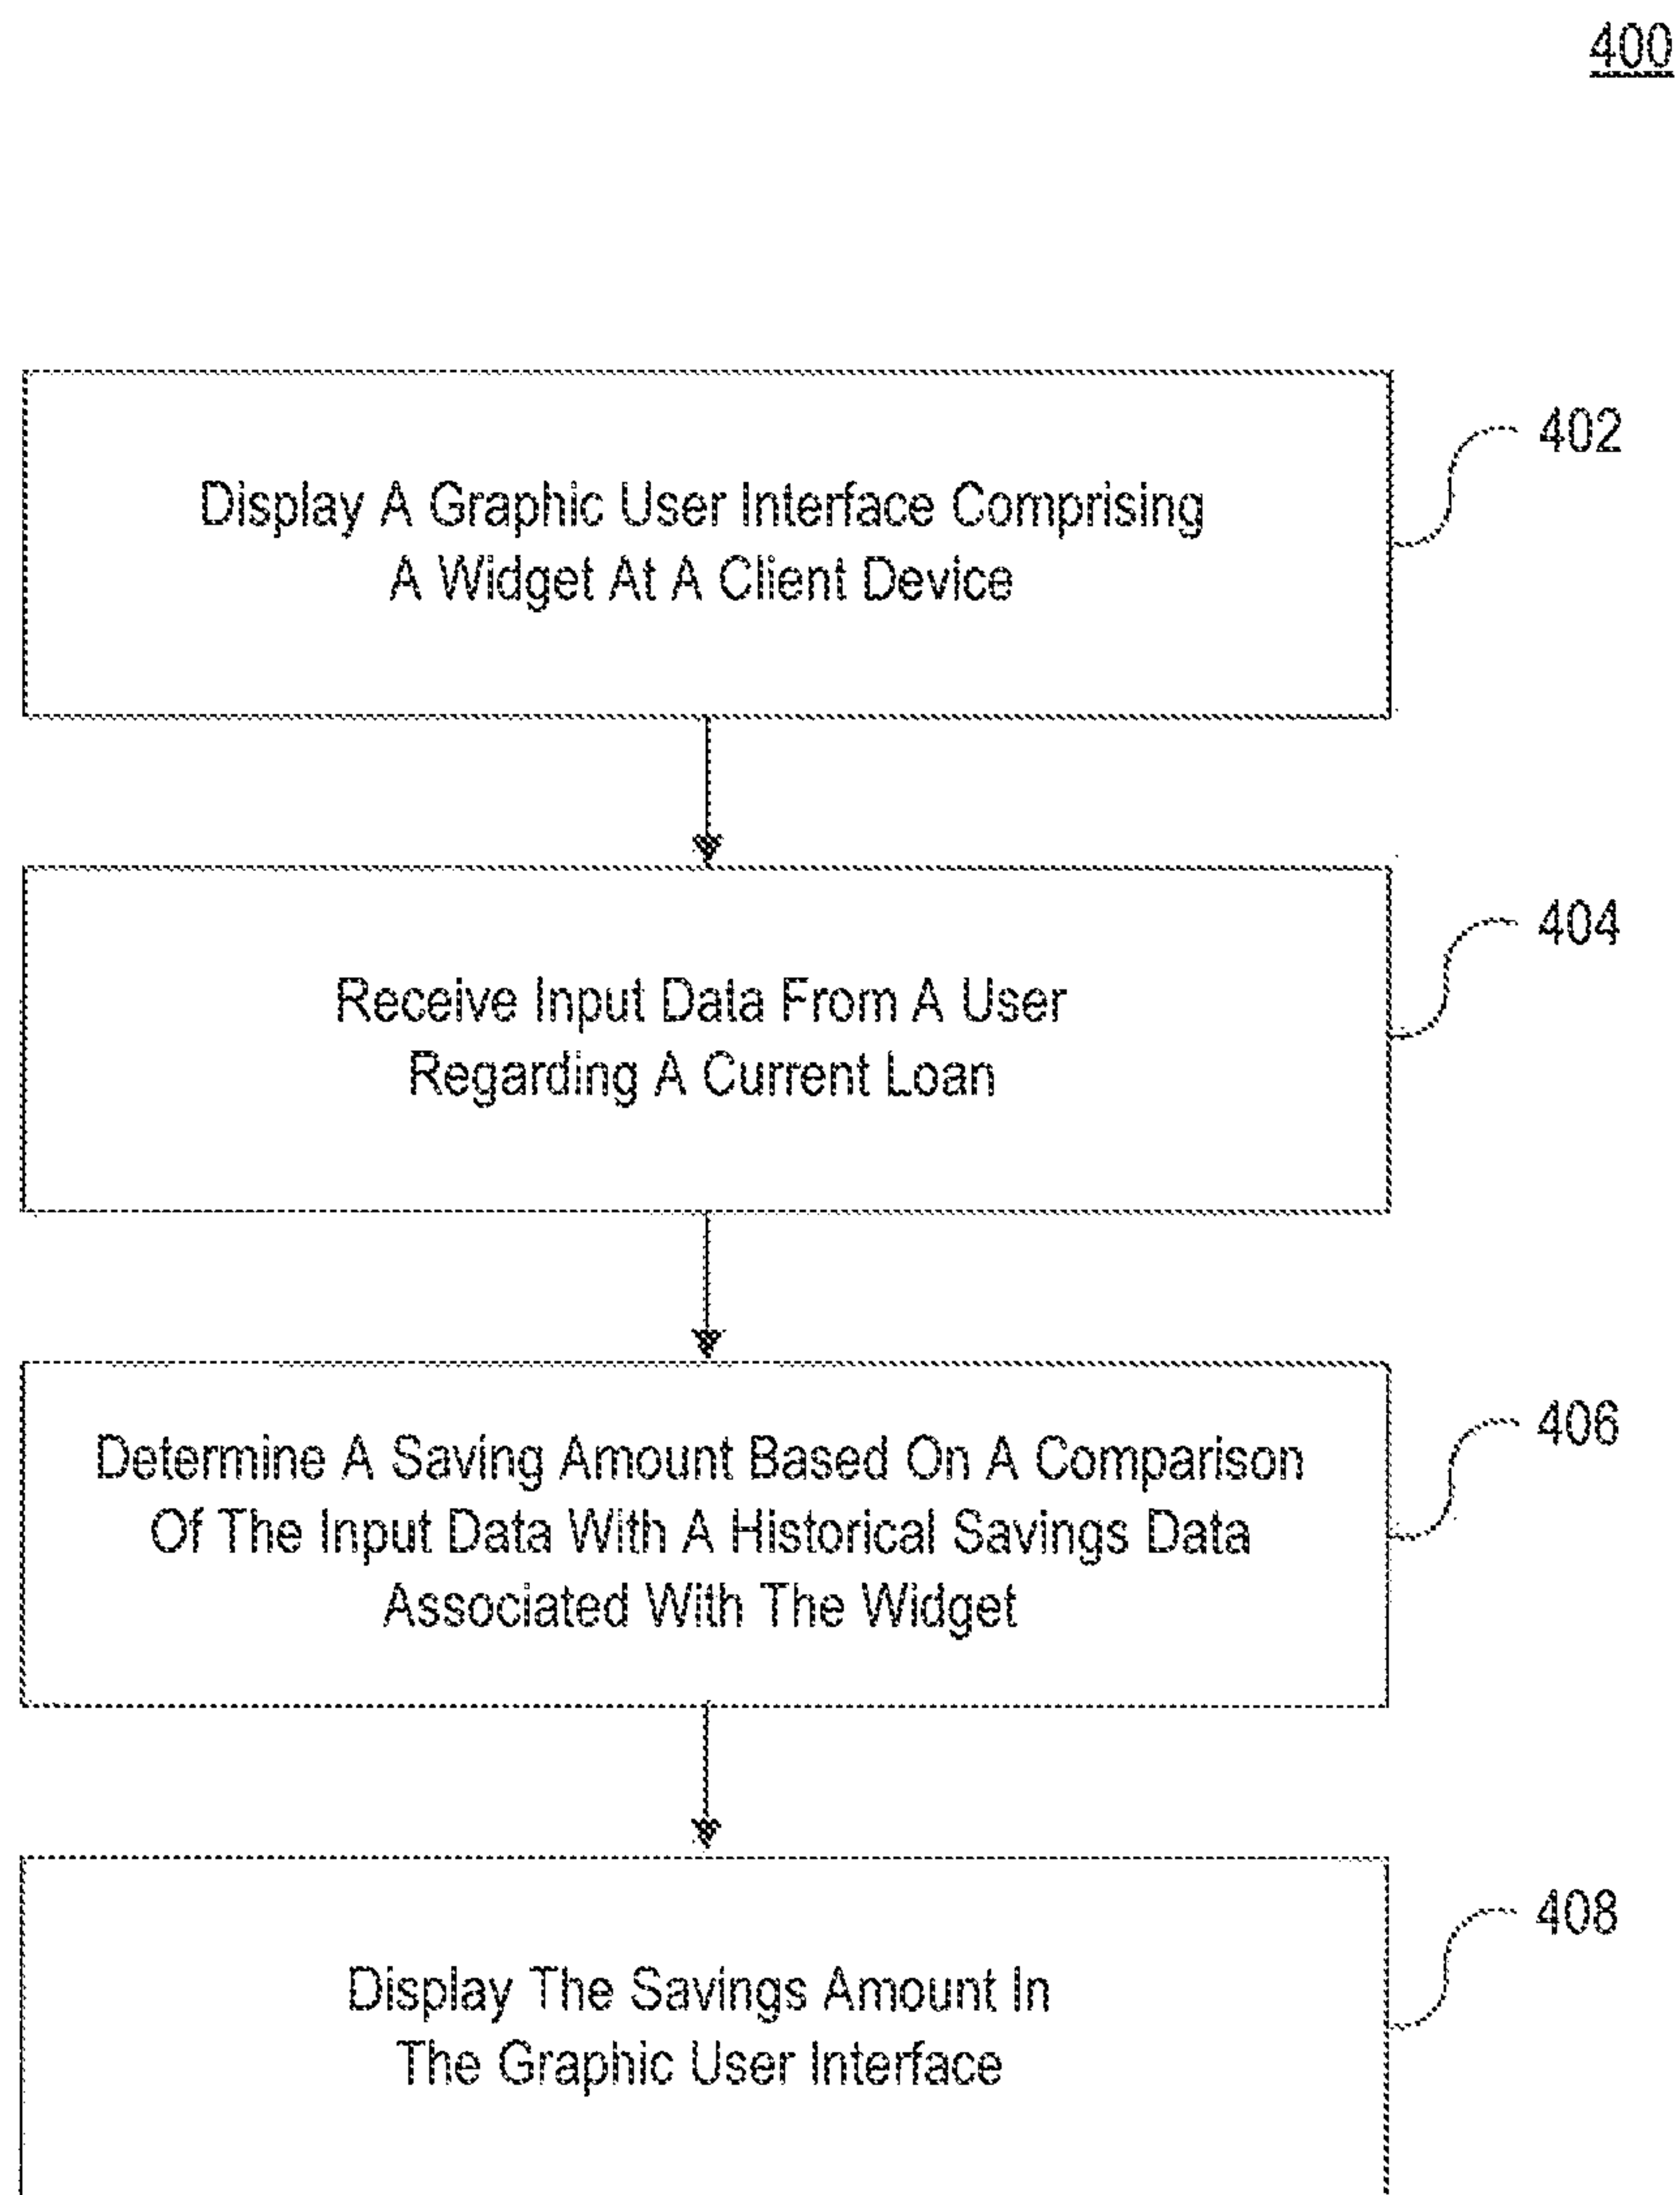 400
Display A Graphic User Interface Comprising
A Widget At A Client Device
402
Receive Input Data From A User
Regarding A Current Loan
404
Determine A Saving Amount Based On A Comparison
Of The Input Data With A Historical Savings Data
Associated With The Widget
406
Display The Savings Amount In
The Graphic User Interface
408